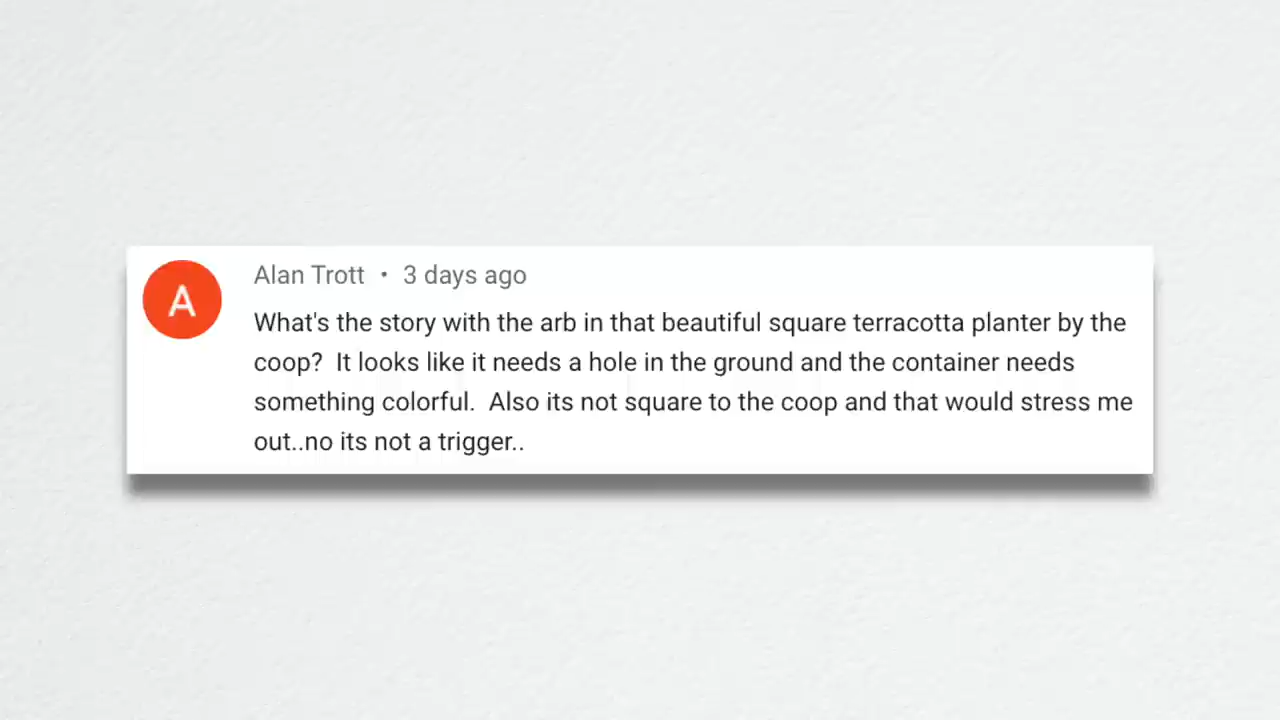 A
Alan Trott • 3 days ago
What's the story with the arb in that beautiful square terracotta planter by the
coop?  It looks like it needs a hole in the ground and the container needs
something colorful.  Also its not square to the coop and that would stress me
out..no its not a trigger..